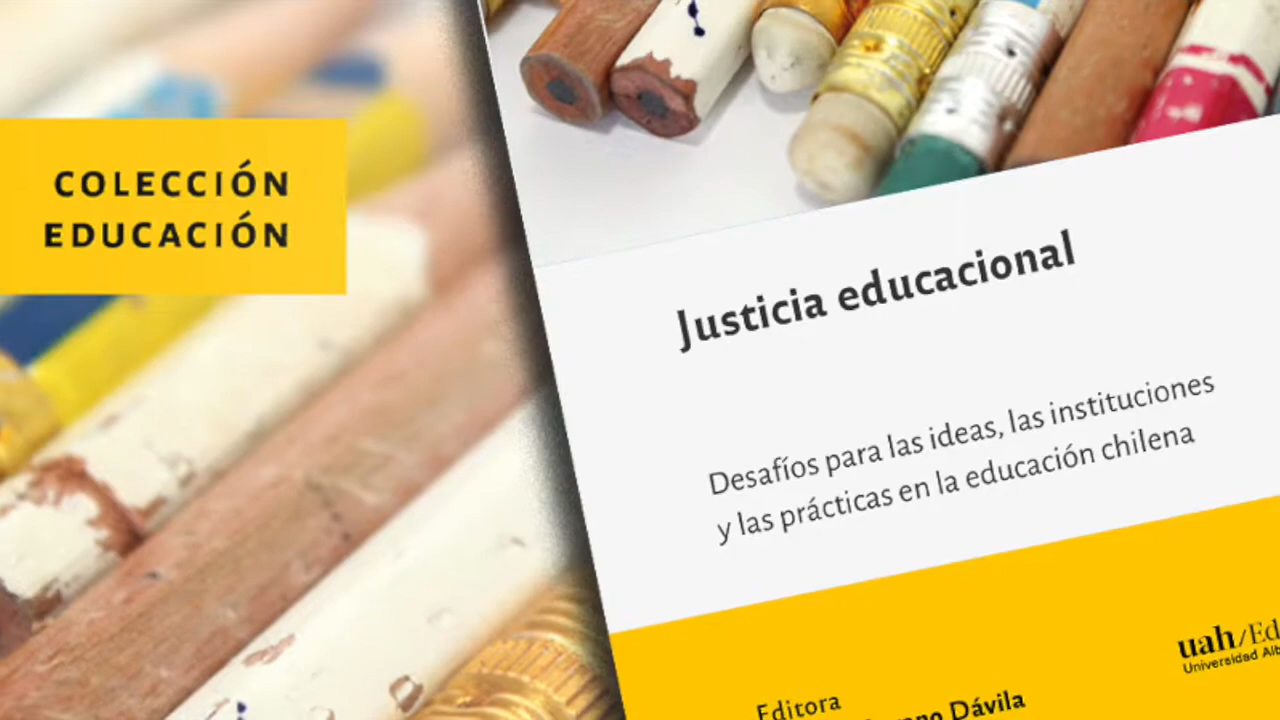 COLECCIÓN
EDUCACIÓN
Justicia educacional
Desafíos para las ideas, las instituciones
y las prácticas en la educación chilena
uah/Ed
Universidad Alb
Editora
Dávila